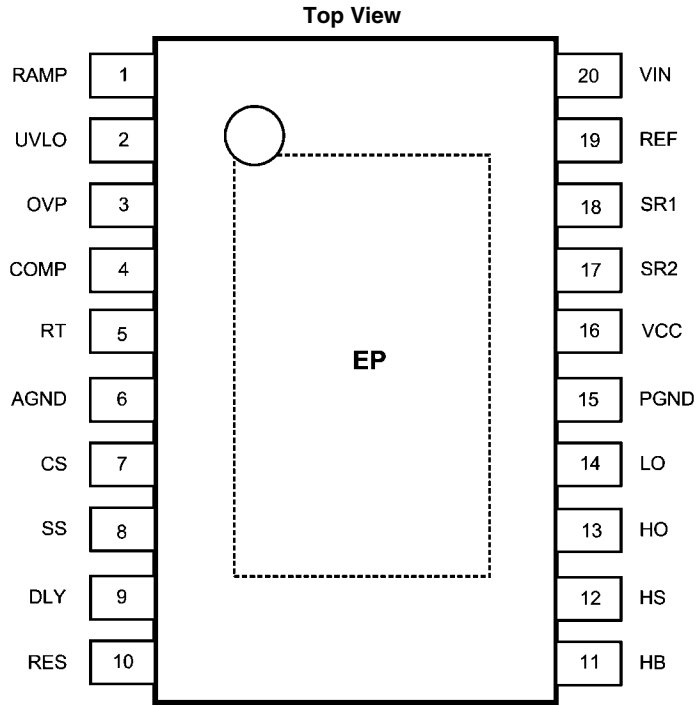 Top View
RAMP 1 20 VIN
UVLO 2 19 REF
OVP 3 18 SR1
COMP 4 17 SR2
RT 5 16 VCC
EP
AGND 6 15 PGND
CS 7 14 LO
SS 8 13 HO
DLY 9 12 HS
RES 10 11 HB